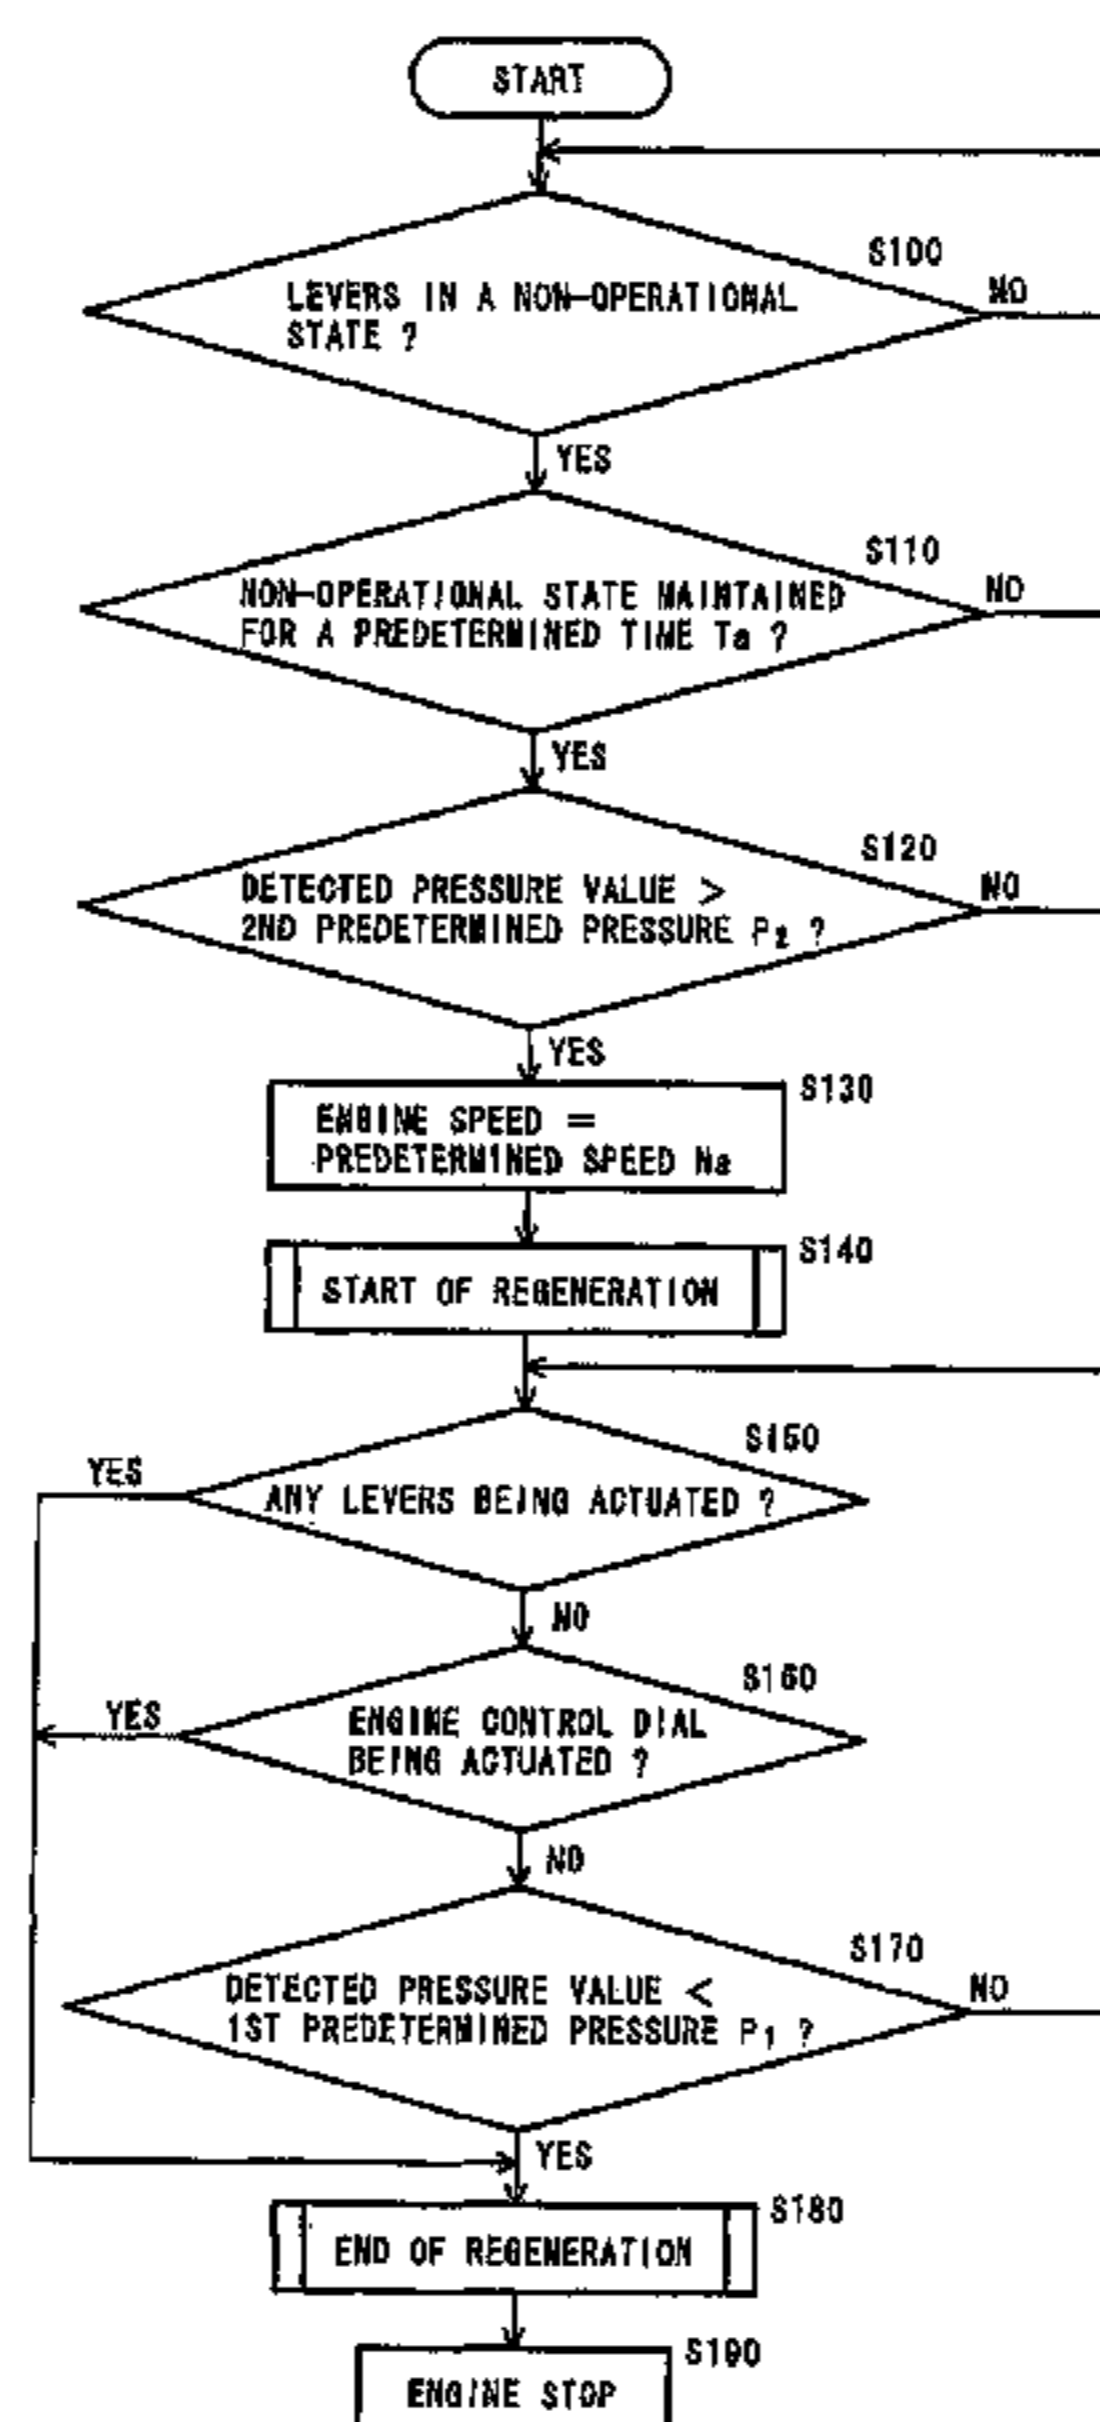 START
S100
LEVERS IN A NON-OPERATIONAL
STATE ?
NO
YES
S110
NON-OPERATIONAL STATE MAINTAINED
FOR A PREDETERMINED TIME Ta ?
NO
YES
S120
DETECTED PRESSURE VALUE >
2ND PREDETERMINED PRESSURE P₂ ?
NO
YES
S130
ENGINE SPEED =
PREDETERMINED SPEED Na
S140
START OF REGENERATION
S150
YES
ANY LEVERS BEING ACTUATED ?
NO
S160
YES
ENGINE CONTROL DIAL
BEING ACTUATED ?
NO
S170
DETECTED PRESSURE VALUE <
1ST PREDETERMINED PRESSURE P₁ ?
NO
YES
S180
END OF REGENERATION
S190
ENGINE STOP